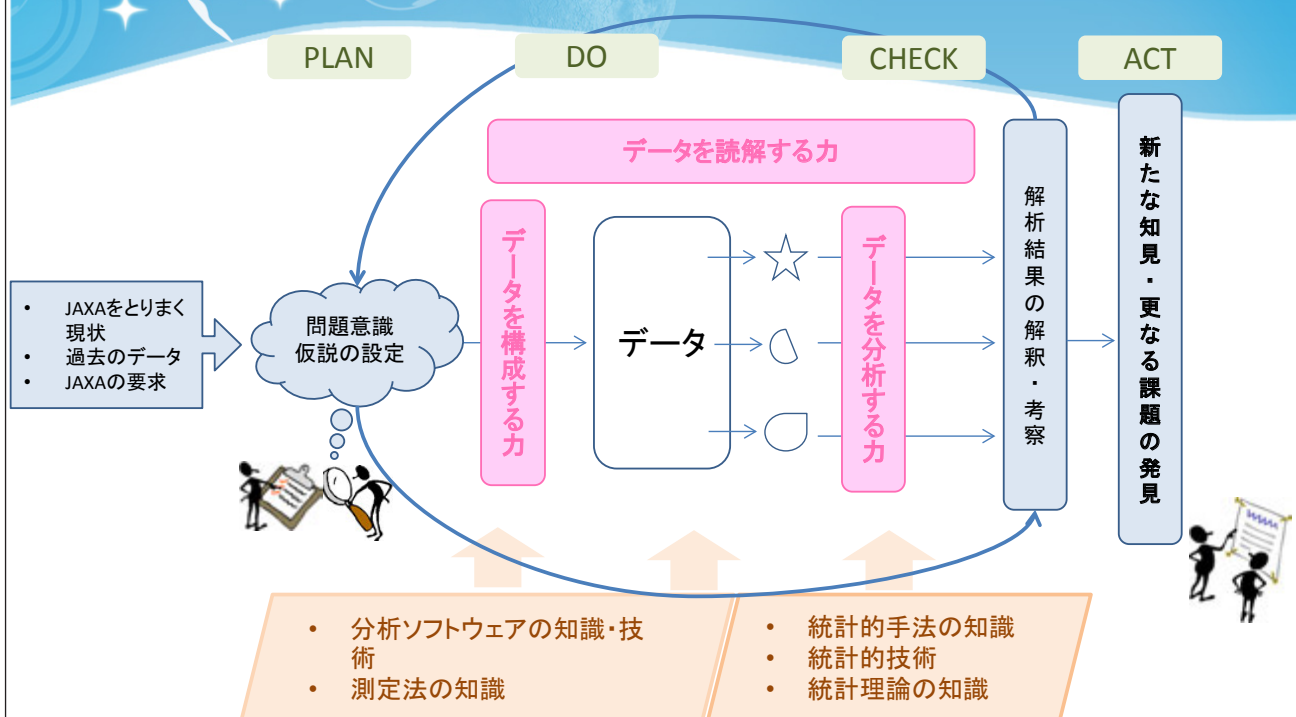 PLAN
DO
CHECK
ACT
データを読解する力
• JAXAをとりまく
現状
• 過去のデータ
• JAXAの要求
問題意識
仮説の設定
データを構成する力
データ
データを分析する力
解析結果の解釈・考察
新たな知見・更なる課題の発見
• 分析ソフトウェアの知識・技
術
• 測定法の知識
• 統計的手法の知識
• 統計的技術
• 統計理論の知識